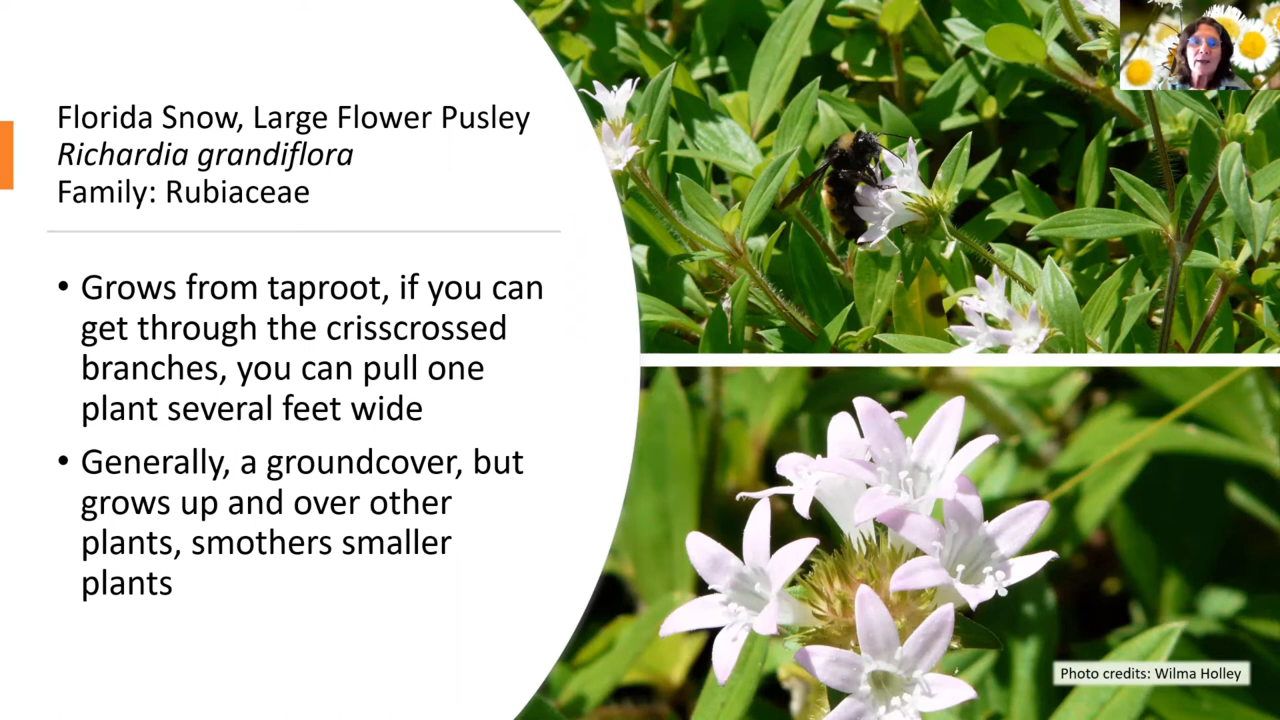 Florida Snow, Large Flower Pusley
Richardia grandiflora
Family: Rubiaceae
• Grows from taproot, if you can
get through the crisscrossed
branches, you can pull one
plant several feet wide
• Generally, a groundcover, but
grows up and over other
plants, smothers smaller
plants
Photo credits: Wilma Holley